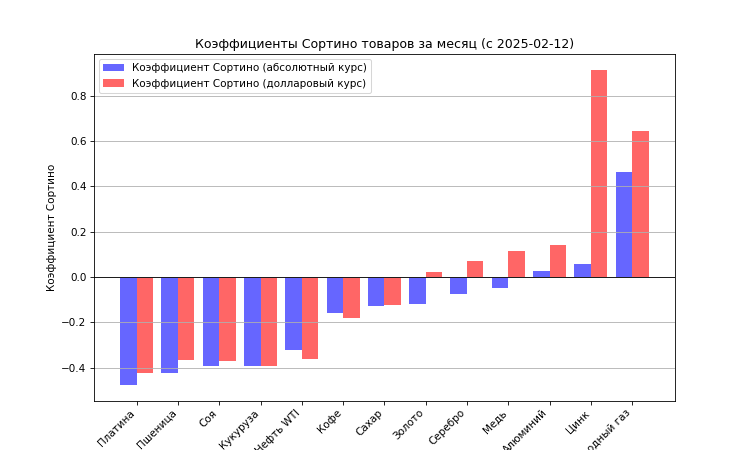 Коэффициенты Сортино товаров за месяц (с 2025-02-12)
Коэффициент Сортино (абсолютный курс)
Коэффициент Сортино (долларовый курс)
Коэффициент Сортино
0.8
0.6
0.4
0.2
0.0
−0.2
−0.4
Платина
Пшеница
Соя
Кукуруза
Нефть WTI
Кофе
Сахар
Золото
Серебро
Медь
Алюминий
Цинк
газ